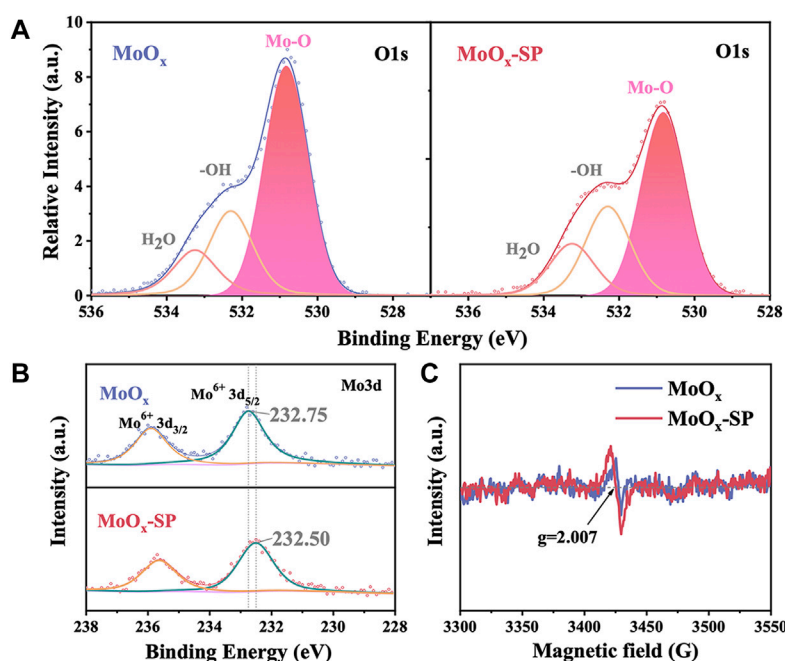 A
MoOₓ
Mo-O
O1s
-OH
H₂O
MoOₓ-SP
Mo-O
O1s
-OH
H₂O
Relative Intensity (a.u.)
10
8
6
4
2
0
536 534 532 530 528
536 534 532 530 528
Binding Energy (eV)
B
MoOₓ
Mo⁶⁺ 3d₃/₂
Mo⁶⁺ 3d₅/₂
Mo3d
232.75
MoOₓ-SP
232.50
Intensity (a.u.)
238 236 234 232 230 228
Binding Energy (eV)
C
MoOₓ
MoOₓ-SP
g=2.007
Intensity (a.u.)
3300 3350 3400 3450 3500 3550
Magnetic field (G)